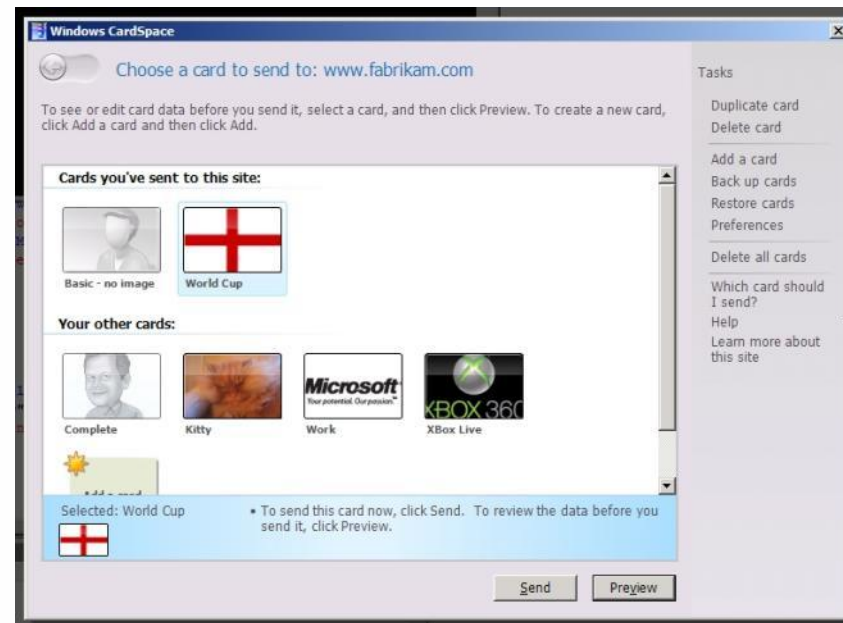 Windows CardSpace
Choose a card to send to: www.fabrikam.com
To see or edit card data before you send it, select a card, and then click Preview. To create a new card,
click Add a card and then click Add.
Cards you've sent to this site:
Basic - no image
World Cup
Your other cards:
Microsoft
Your potential. Our passion.™
XBOX 360
Complete
Kitty
Work
XBox Live
Add a card
Selected: World Cup
• To send this card now, click Send. To review the data before you
send it, click Preview.
Send
Preview
Tasks
Duplicate card
Delete card
Add a card
Back up cards
Restore cards
Preferences
Delete all cards
Which card should
I send?
Help
Learn more about
this site